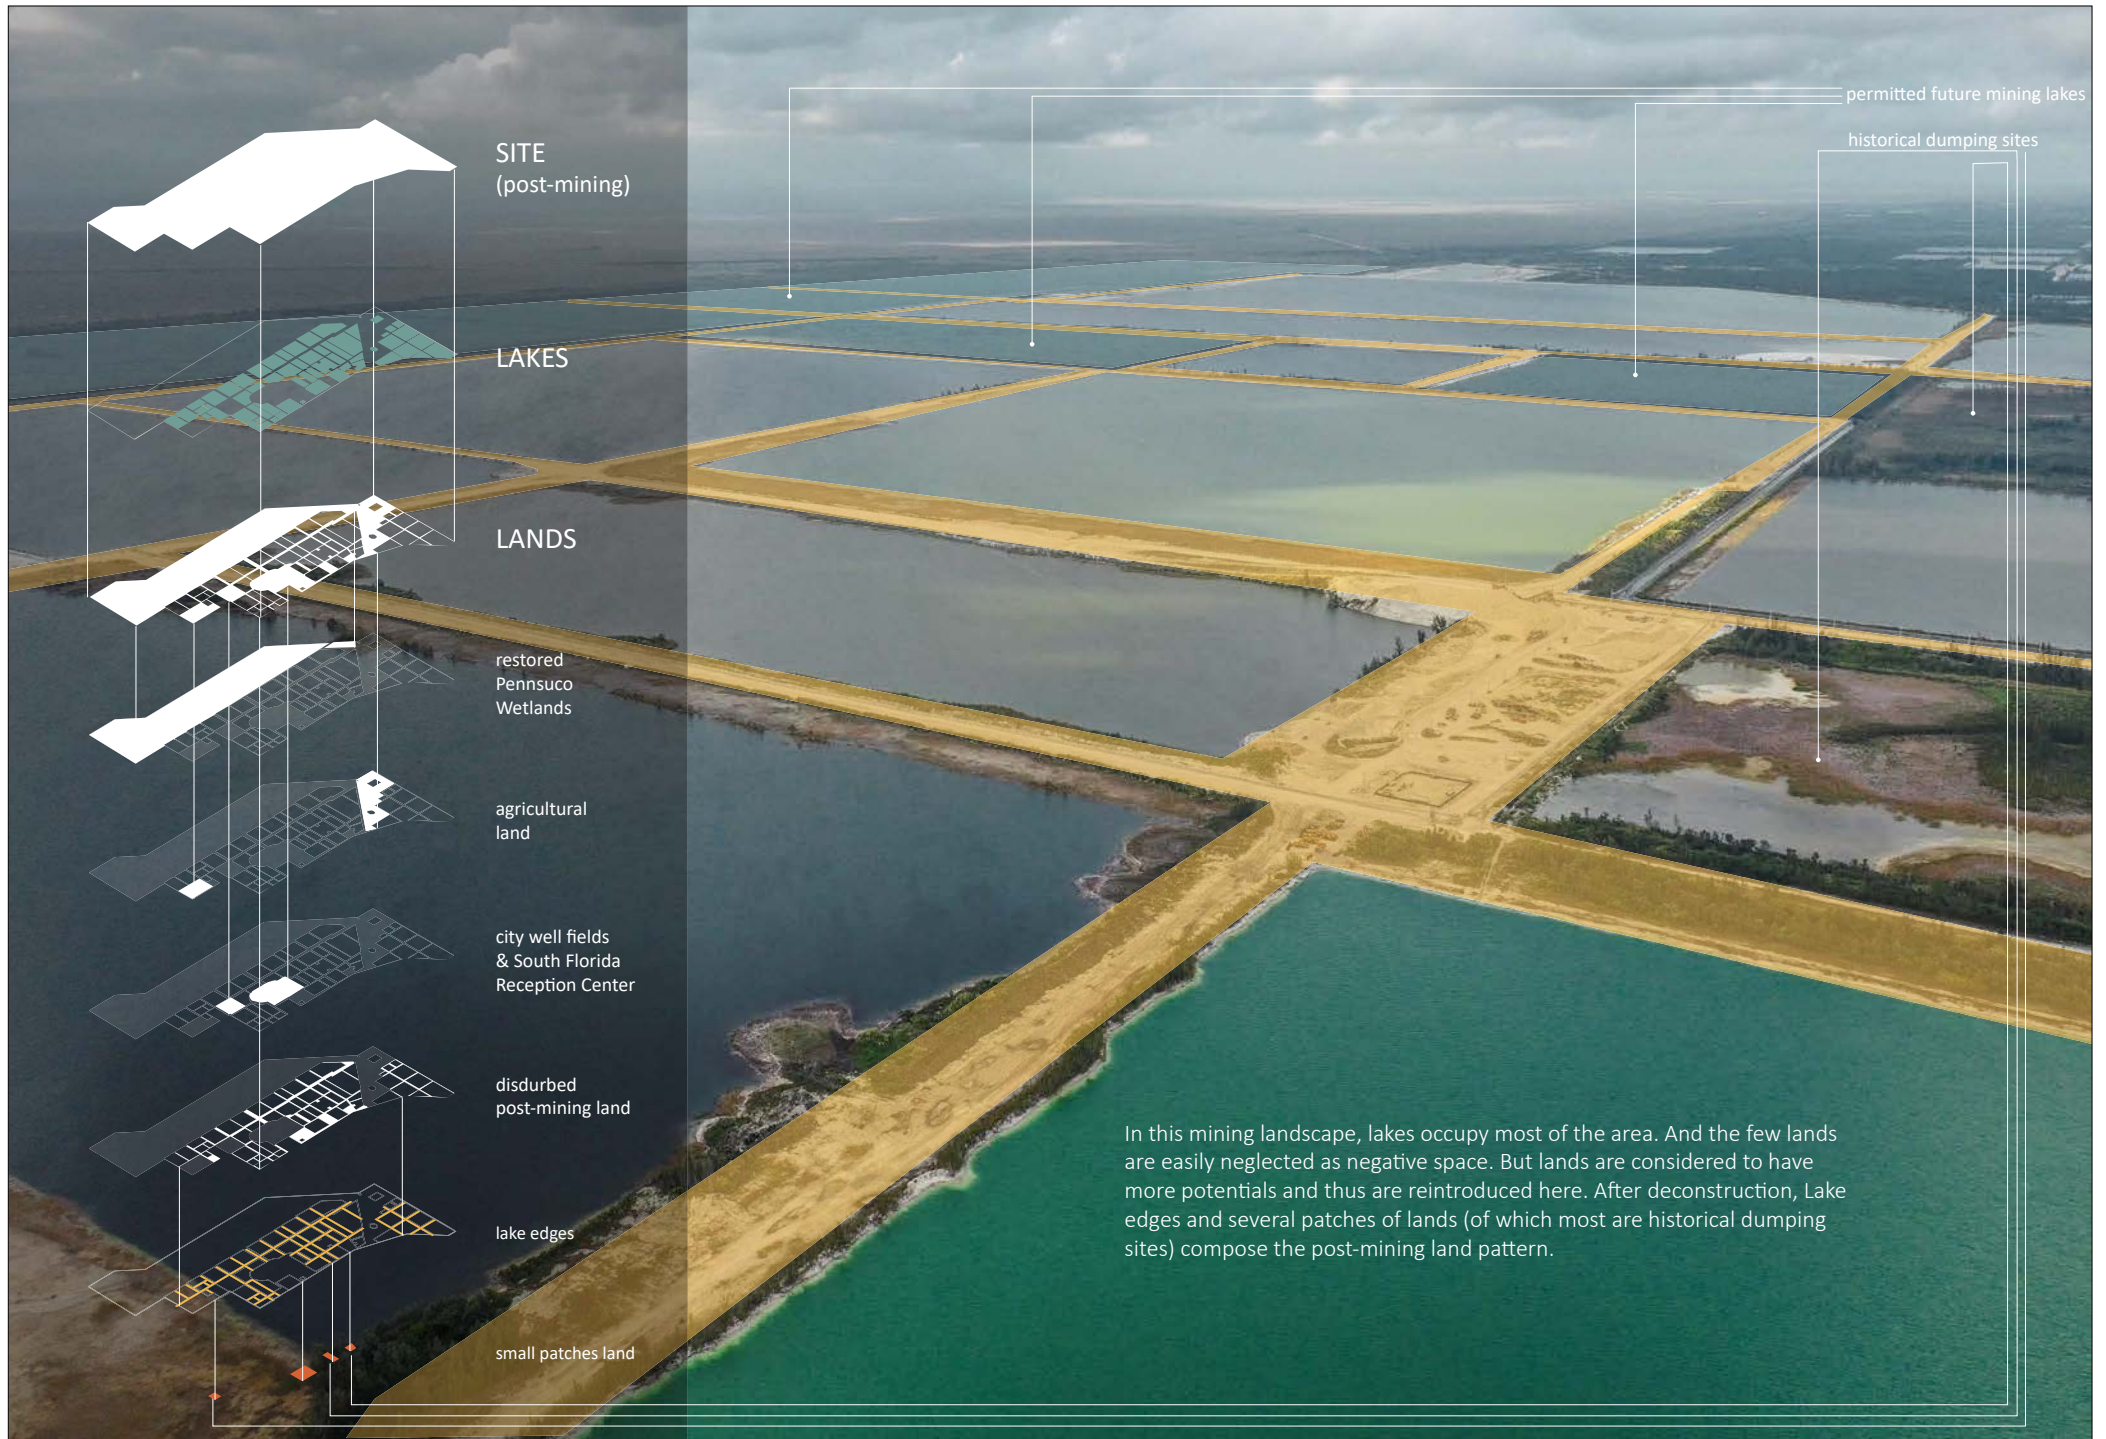 permitted future mining lakes
historical dumping sites
SITE
(post-mining)
LAKES
LANDS
restored
Pennsuco
Wetlands
agricultural
land
city well fields
& South Florida
Reception Center
disdurbed
post-mining land
lake edges
small patches land
In this mining landscape, lakes occupy most of the area. And the few lands
are easily neglected as negative space. But lands are considered to have
more potentials and thus are reintroduced here. After deconstruction, Lake
edges and several patches of lands (of which most are historical dumping
sites) compose the post-mining land pattern.